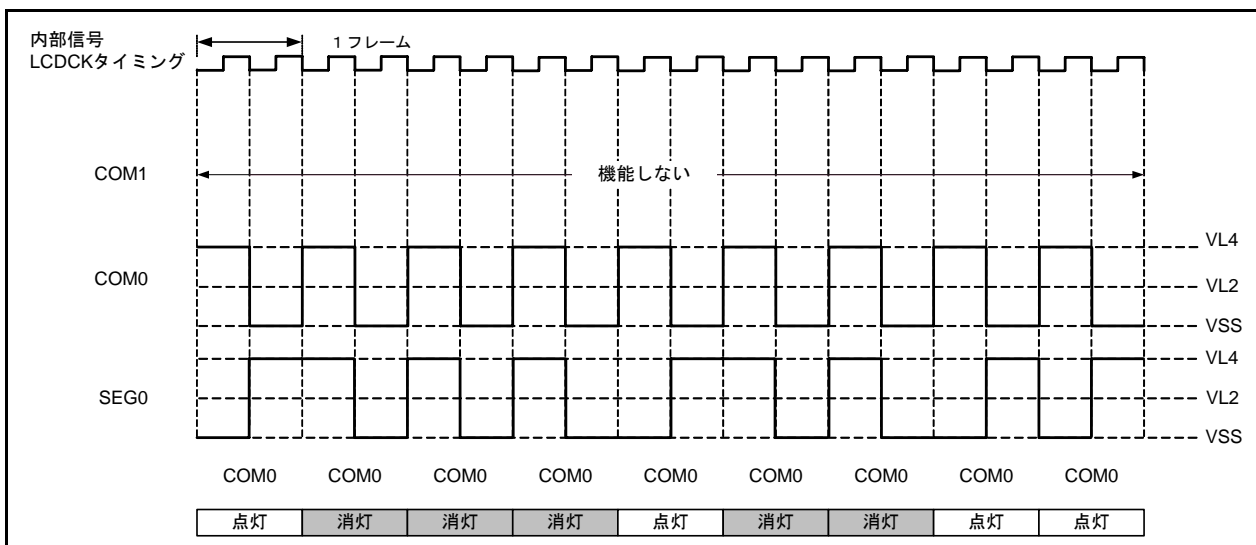 内部信号
LCDCKタイミング
1 フレーム
COM1
機能しない
COM0
VL4
VL2
VSS
SEG0
VL4
VL2
VSS
COM0 COM0 COM0 COM0 COM0 COM0 COM0 COM0 COM0
点灯 消灯 消灯 消灯 点灯 消灯 消灯 点灯 点灯